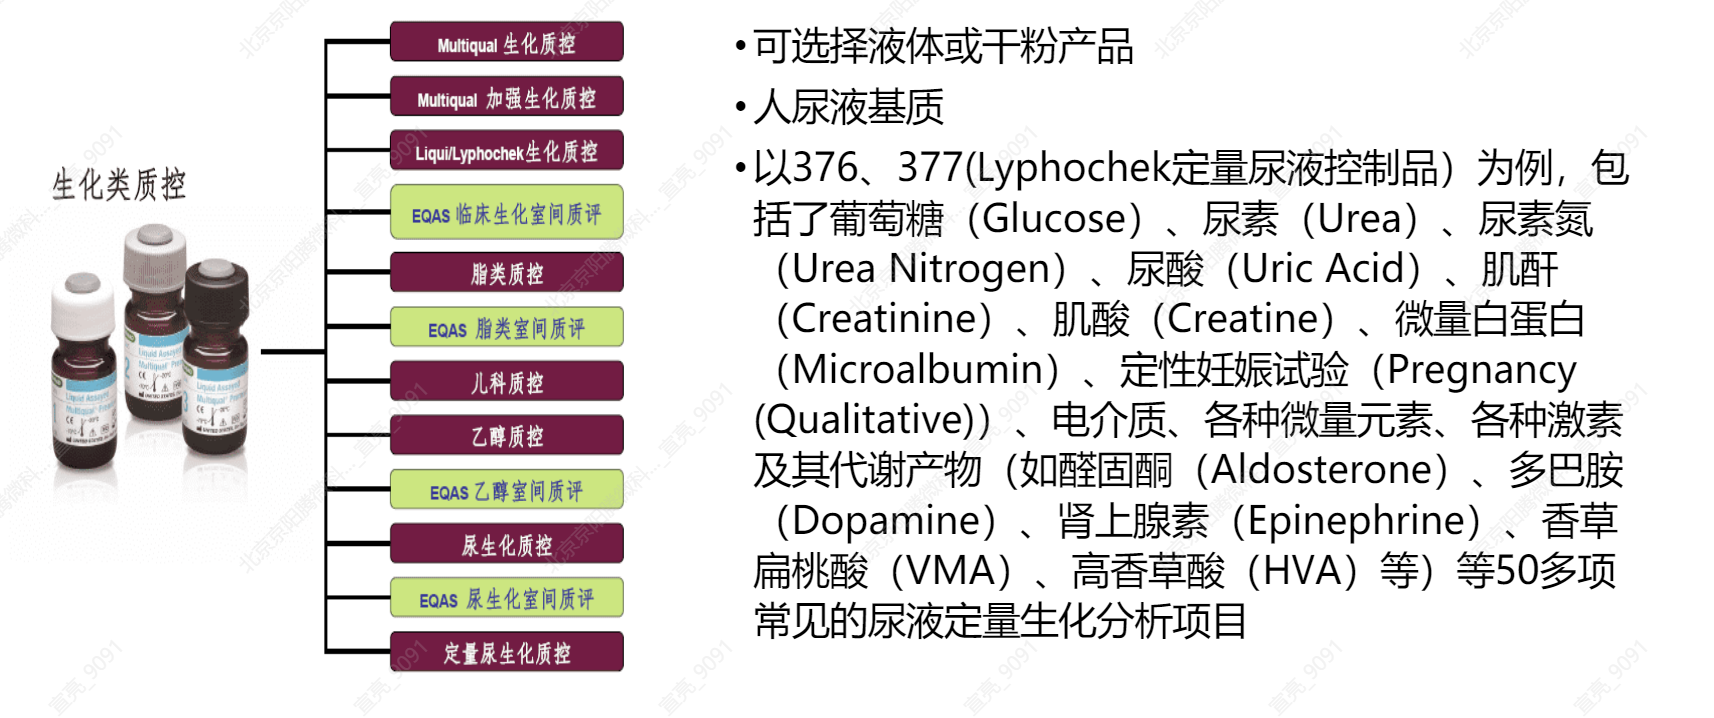 生化类质控
Multiqual 生化质控
Multiqual 加强生化质控
Liqui/Lyphochek生化质控
EQAS 临床生化室间质评
脂类质控
EQAS 脂类室间质评
儿科质控
乙醇质控
EQAS 乙醇室间质评
尿生化质控
EQAS 尿生化室间质评
定量尿生化质控
•可选择液体或干粉产品
•人尿液基质
•以376、377(Lyphochek定量尿液控制品）为例，包
括了葡萄糖（Glucose）、尿素（Urea）、尿素氮
（Urea Nitrogen）、尿酸（Uric Acid）、肌酐
（Creatinine）、肌酸（Creatine）、微量白蛋白
（Microalbumin）、定性妊娠试验（Pregnancy
(Qualitative)）、电介质、各种微量元素、各种激素
及其代谢产物（如醛固酮（Aldosterone）、多巴胺
（Dopamine）、肾上腺素（Epinephrine）、香草
扁桃酸（VMA）、高香草酸（HVA）等）等50多项
常见的尿液定量生化分析项目